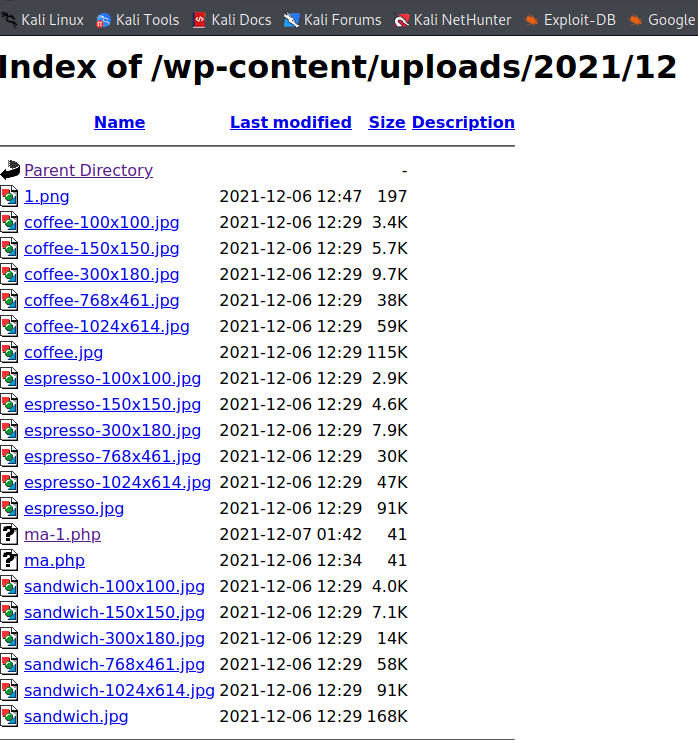 Kali Linux Kali Tools Kali Docs Kali Forums Kali NetHunter Exploit-DB Google
Index of /wp-content/uploads/2021/12
Name Last modified Size Description
Parent Directory -
1.png 2021-12-06 12:47 197
coffee-100x100.jpg 2021-12-06 12:29 3.4K
coffee-150x150.jpg 2021-12-06 12:29 5.7K
coffee-300x180.jpg 2021-12-06 12:29 9.7K
coffee-768x461.jpg 2021-12-06 12:29 38K
coffee-1024x614.jpg 2021-12-06 12:29 59K
coffee.jpg 2021-12-06 12:29 115K
espresso-100x100.jpg 2021-12-06 12:29 2.9K
espresso-150x150.jpg 2021-12-06 12:29 4.6K
espresso-300x180.jpg 2021-12-06 12:29 7.9K
espresso-768x461.jpg 2021-12-06 12:29 30K
espresso-1024x614.jpg 2021-12-06 12:29 47K
espresso.jpg 2021-12-06 12:29 91K
ma-1.php 2021-12-07 01:42 41
ma.php 2021-12-06 12:34 41
sandwich-100x100.jpg 2021-12-06 12:29 4.0K
sandwich-150x150.jpg 2021-12-06 12:29 7.1K
sandwich-300x180.jpg 2021-12-06 12:29 14K
sandwich-768x461.jpg 2021-12-06 12:29 58K
sandwich-1024x614.jpg 2021-12-06 12:29 91K
sandwich.jpg 2021-12-06 12:29 168K